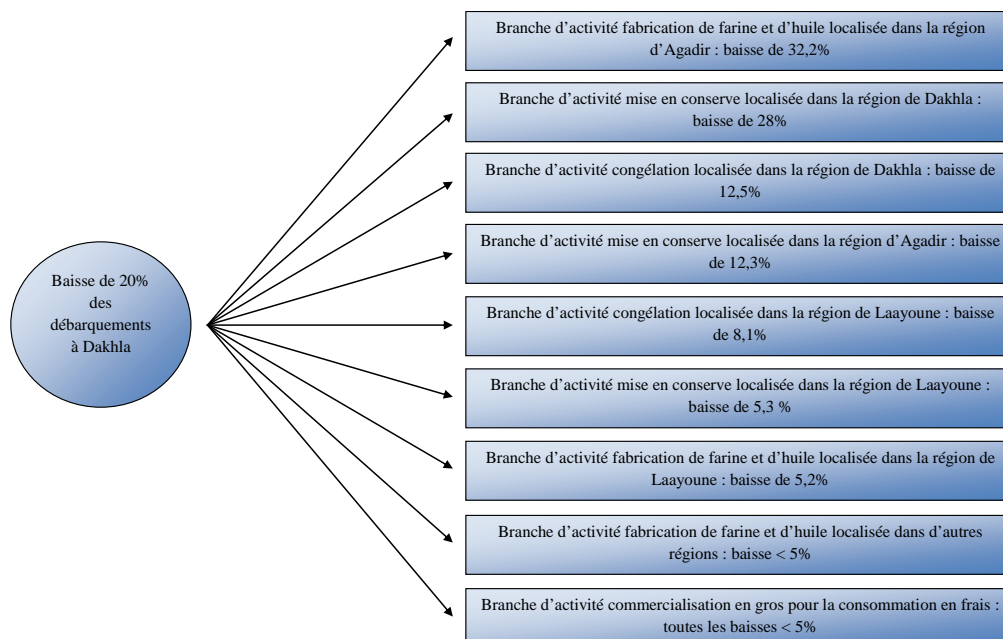 Baisse de 20%
des
débarquements
à Dakhla
Branche d’activité fabrication de farine et d’huile localisée dans la région
d’Agadir : baisse de 32,2%
Branche d’activité mise en conserve localisée dans la région de Dakhla :
baisse de 28%
Branche d’activité congélation localisée dans la région de Dakhla : baisse de
12,5%
Branche d’activité mise en conserve localisée dans la région d’Agadir : baisse
de 12,3%
Branche d’activité congélation localisée dans la région de Laayoune : baisse
de 8,1%
Branche d’activité mise en conserve localisée dans la région de Laayoune :
baisse de 5,3 %
Branche d’activité fabrication de farine et d’huile localisée dans la région de
Laayoune : baisse de 5,2%
Branche d’activité fabrication de farine et d’huile localisée dans d’autres
régions : baisse < 5%
Branche d’activité commercialisation en gros pour la consommation en frais :
toutes les baisses < 5%